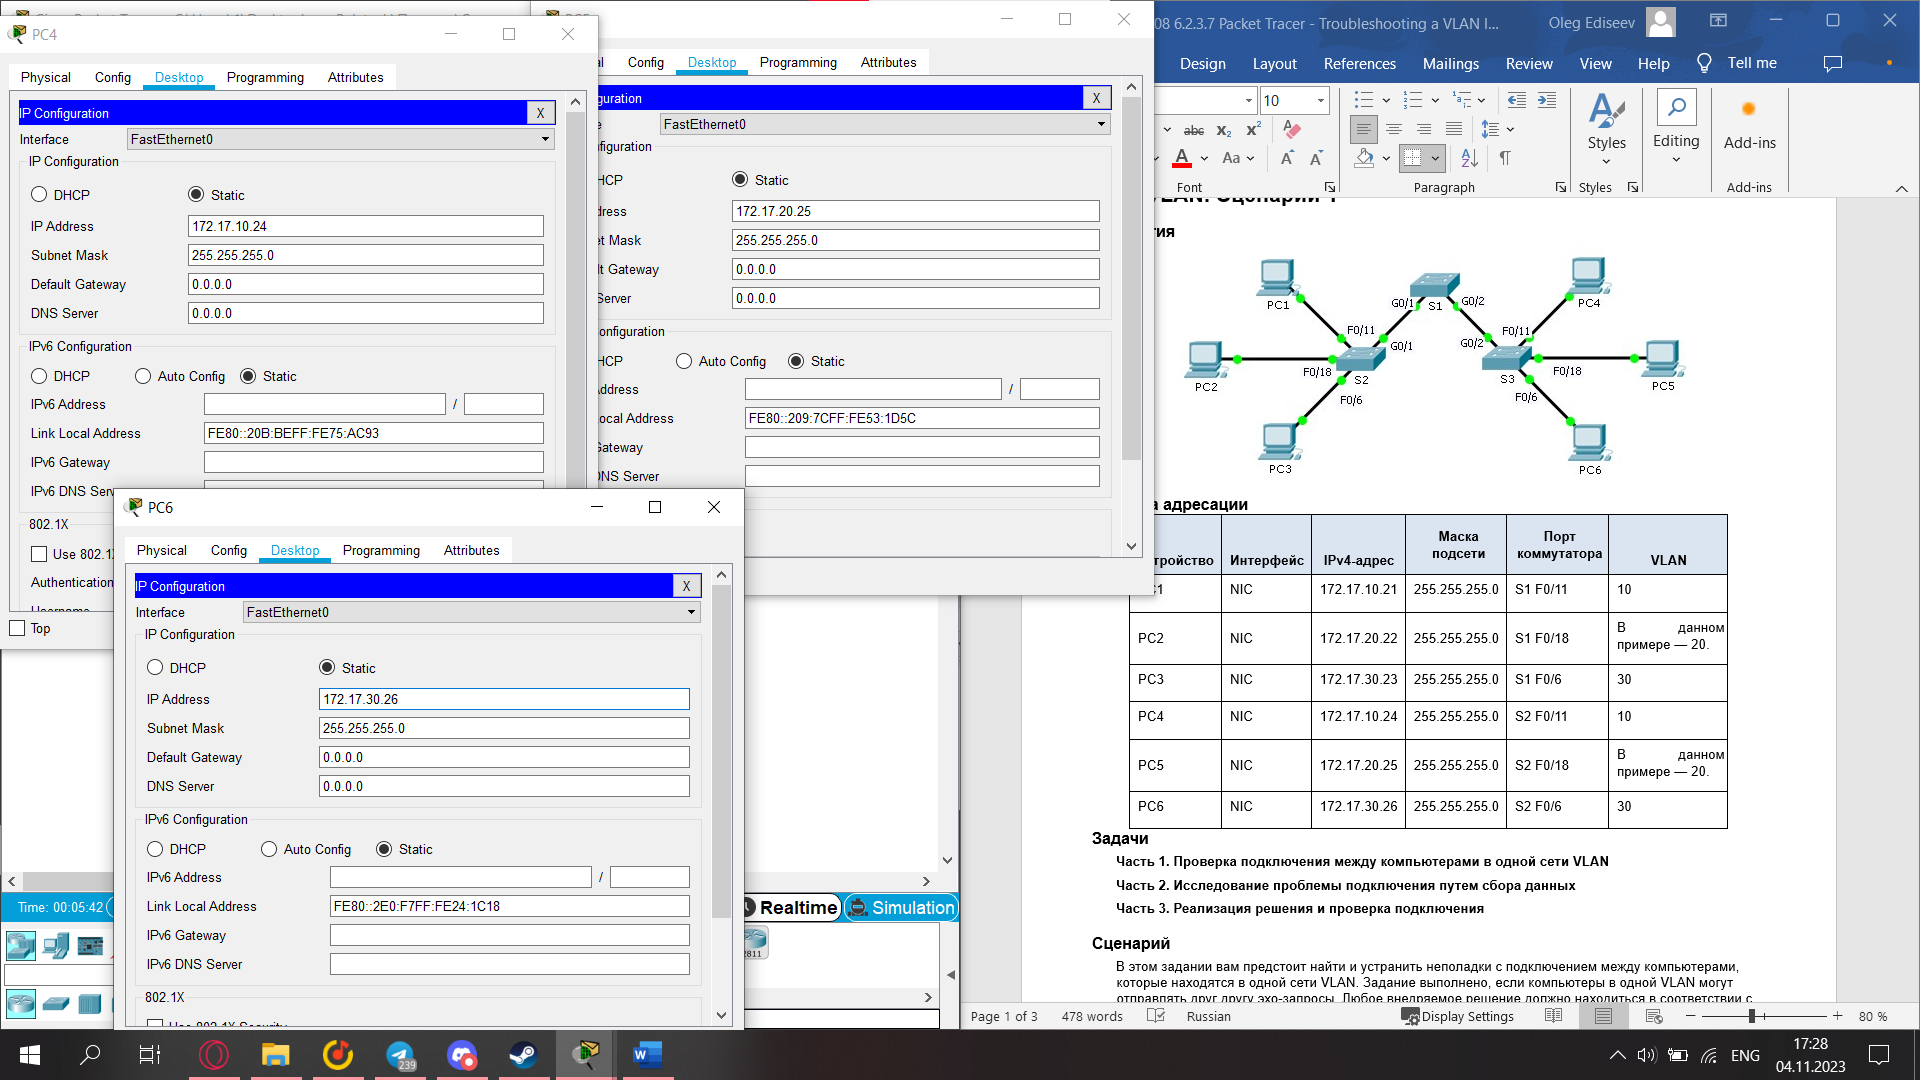 PC4
Physical Config Desktop Programming Attributes
IP Configuration X
Interface FastEthernet0
IP Configuration
DHCP Static
IP Address 172.17.10.24
Subnet Mask 255.255.255.0
Default Gateway 0.0.0.0
DNS Server 0.0.0.0
IPv6 Configuration
DHCP Auto Config Static
IPv6 Address /
Link Local Address FE80::20B:BEFF:FE75:AC93
IPv6 Gateway
IPv6 DNS Serv
802.1X
Use 802.1
Authentication
Top
Config Desktop Programming Attributes
guration X
FastEthernet0
figuration
HCP Static
dress 172.17.20.25
et Mask 255.255.255.0
lt Gateway 0.0.0.0
Server 0.0.0.0
onfiguration
HCP Auto Config Static
Address /
ocal Address FE80::209:7CFF:FE53:1D5C
Gateway
DNS Server
PC6
Physical Config Desktop Programming Attributes
IP Configuration X
Interface FastEthernet0
IP Configuration
DHCP Static
IP Address 172.17.30.26
Subnet Mask 255.255.255.0
Default Gateway 0.0.0.0
DNS Server 0.0.0.0
IPv6 Configuration
DHCP Auto Config Static
IPv6 Address /
Link Local Address FE80::2E0:F7FF:FE24:1C18
IPv6 Gateway
IPv6 DNS Server
802.1X
Time: 00:05:42
Realtime Simulation
2811
08 6.2.3.7 Packet Tracer - Troubleshooting a VLAN I... Oleg Ediseev
Design Layout References Mailings Review View Help Tell me
10
abc X2 X2
A Aa A A
Styles Editing Add-ins
Font Paragraph Styles Add-ins
VLAN. Сценарий 1
гия
PC1 G0/1 S1 G0/2 PC4
F0/11 G0/1 G0/2 F0/11
PC2 F0/18 S2 S3 F0/18 PC5
F0/6 F0/6
PC3 PC6
а адресации
тройство Интерфейс IPv4-адрес Маска подсети Порт коммутатора VLAN
C1 NIC 172.17.10.21 255.255.255.0 S1 F0/11 10
PC2 NIC 172.17.20.22 255.255.255.0 S1 F0/18 В данном примере — 20.
PC3 NIC 172.17.30.23 255.255.255.0 S1 F0/6 30
PC4 NIC 172.17.10.24 255.255.255.0 S2 F0/11 10
PC5 NIC 172.17.20.25 255.255.255.0 S2 F0/18 В данном примере — 20.
PC6 NIC 172.17.30.26 255.255.255.0 S2 F0/6 30
Задачи
Часть 1. Проверка подключения между компьютерами в одной сети VLAN
Часть 2. Исследование проблемы подключения путем сбора данных
Часть 3. Реализация решения и проверка подключения
Сценарий
В этом задании вам предстоит найти и устранить неполадки с подключением между компьютерами,
которые находятся в одной сети VLAN. Задание выполнено, если компьютеры в одной VLAN могут
отправлять друг другу эхо-запросы. Любое внедряемое решение должно находиться в соответствии с
Page 1 of 3 478 words Russian Display Settings 80 %
239
ENG 17:28
04.11.2023